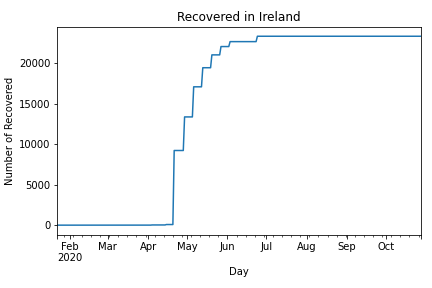 Recovered in Ireland
Number of Recovered
20000
15000
10000
5000
0
Feb Mar Apr May Jun Jul Aug Sep Oct
2020
Day